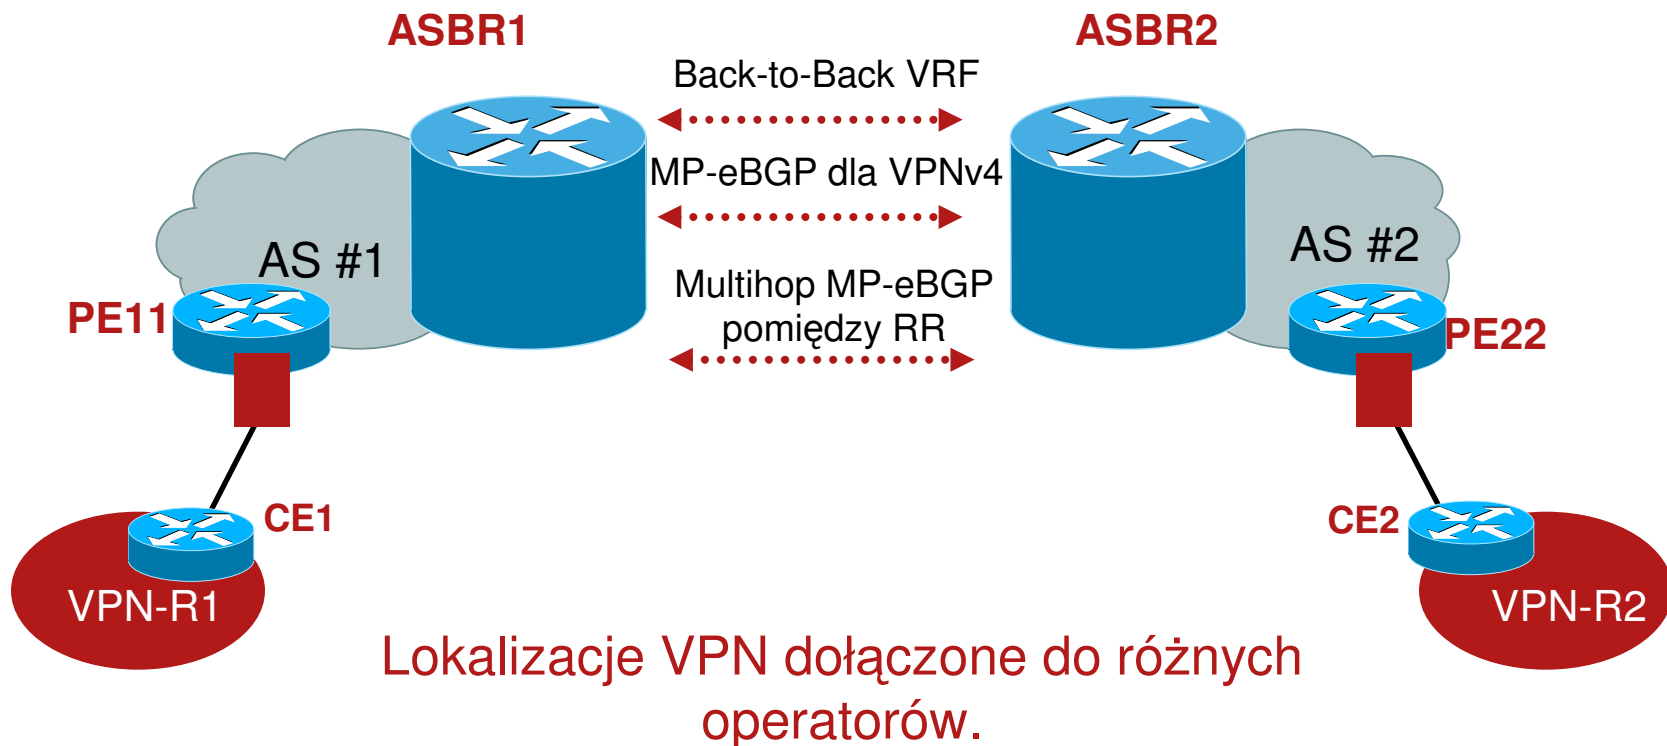 ASBR1
ASBR2
Back-to-Back VRF
MP-eBGP dla VPNv4
AS #1
AS #2
Multihop MP-eBGP
pomiędzy RR
PE11
PE22
CE1
CE2
VPN-R1
VPN-R2
Lokalizacje VPN dołączone do różnych
operatorów.